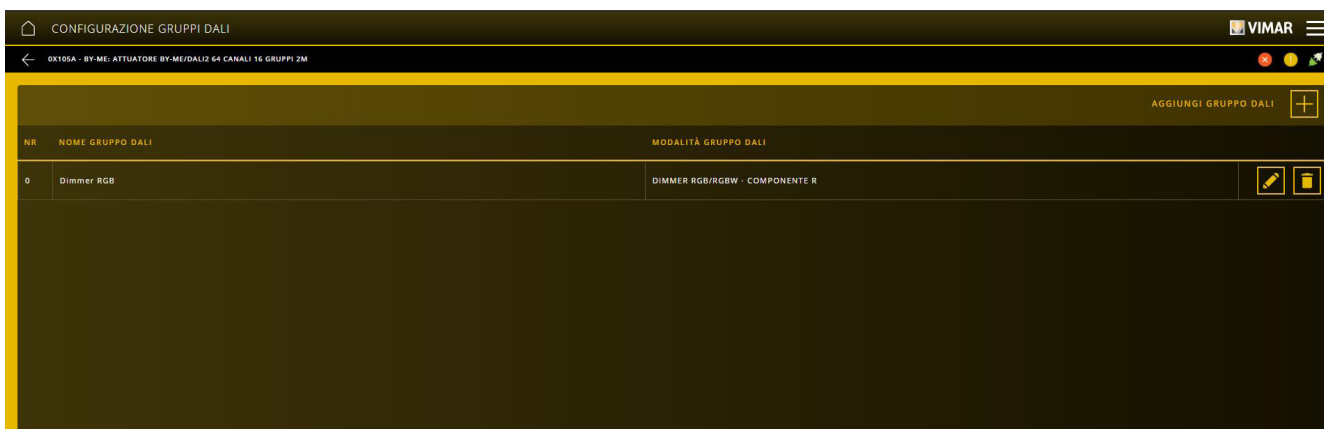 CONFIGURAZIONE GRUPPI DALI
VIMAR
0X105A - BY-ME: ATTUATORE BY-ME/DALI2 64 CANALI 16 GRUPPI 2M
AGGIUNGI GRUPPO DALI
NR NOME GRUPPO DALI MODALITÀ GRUPPO DALI
0 Dimmer RGB DIMMER RGB/RGBW - COMPONENTE R